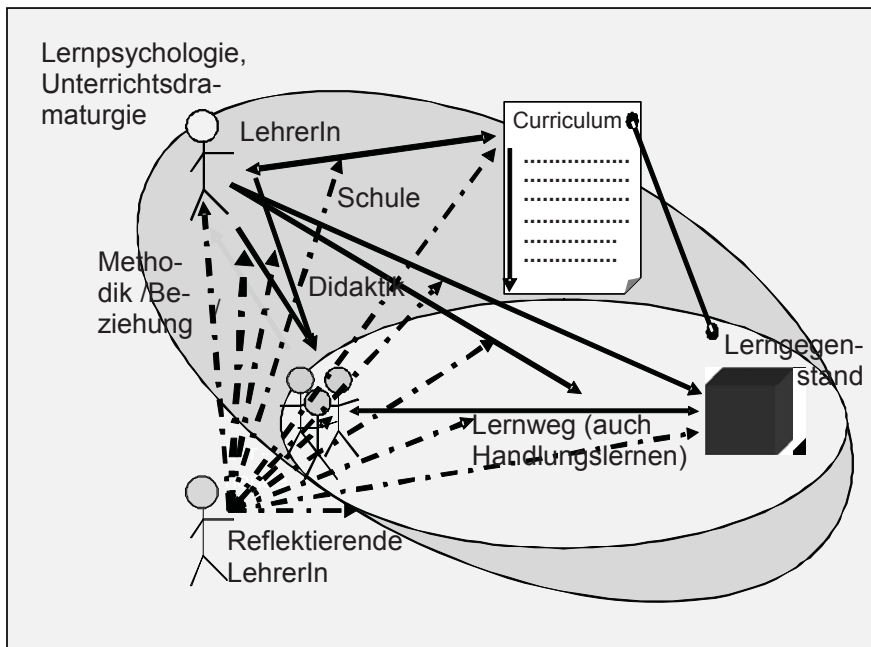 Lernpsychologie,
Unterrichtsdra-
maturgie
LehrerIn
Curriculum
Schule
Metho-
dik /Be-
ziehung /
Didaktik
Lerngegen-
stand
Lernweg (auch
Handlungslernen)
Reflektierende
LehrerIn